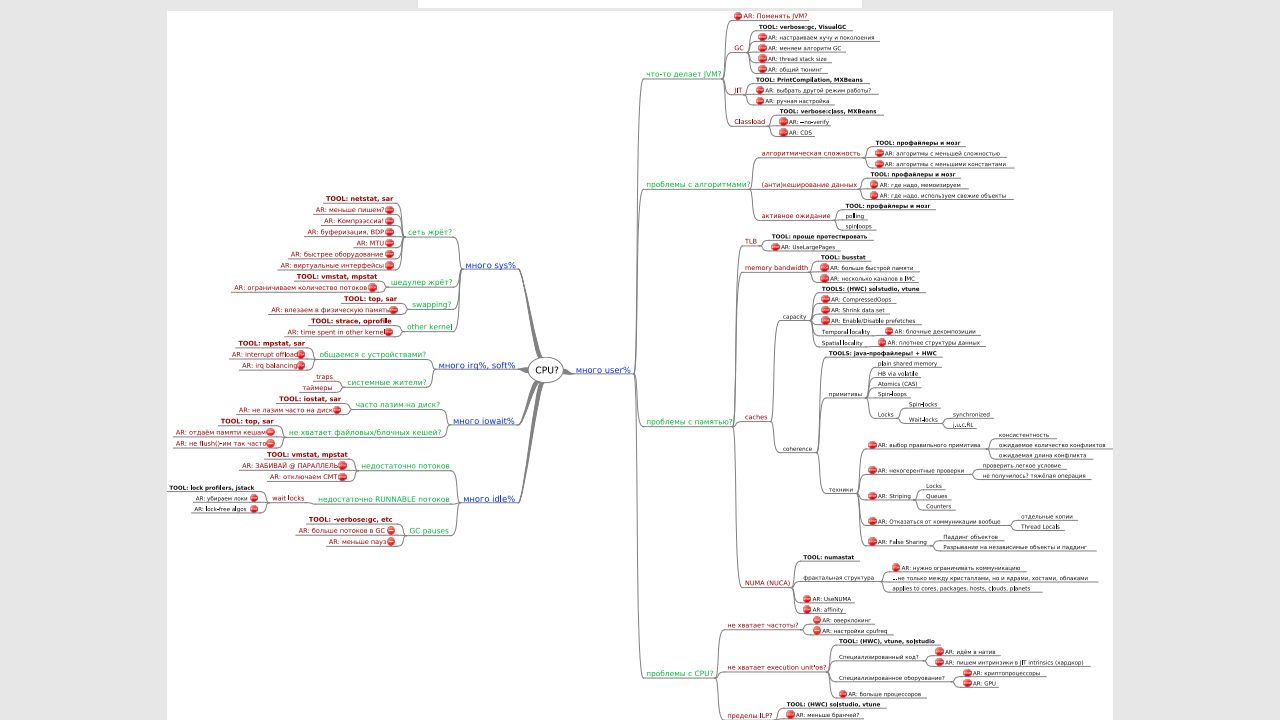 CPU?
много sys%
сеть жрёт?
TOOL: netstat, sar
AR: меньше пишем?
AR: Компрэссиа!
AR: буферизация, BDP
AR: MTU
AR: быстрое оборудование
AR: виртуальные интерфейсы
шедулер жрёт?
TOOL: vmstat, mpstat
AR: ограничиваем количество потоков
swapping?
TOOL: top, sar
AR: влезаем в физическую память
other kernel
TOOL: strace, oprofile
AR: time spent in other kernel
много irq%, soft%
общаемся с устройствами?
TOOL: mpstat, sar
AR: interrupt offload
AR: irq balancing
системные жители?
traps
таймеры
много iowait%
часто лазим на диск?
TOOL: iostat, sar
AR: не лазим часто на диск
не хватает файловых/блочных кешей?
TOOL: top, sar
AR: отдаём памяти кешам
AR: не flush()-им так часто
много idle%
недостаточно потоков
TOOL: vmstat, mpstat
AR: ЗАБИВАЙ @ ПАРАЛЛЕЛЬ
AR: отключаем CMT
недостаточно RUNNABLE потоков
wait locks
TOOL: lock profilers, jstack
AR: убираем локи
AR: lock-free algos
GC pauses
TOOL: -verbose:gc, etc
AR: больше потоков в GC
AR: меньше пауз
много user%
что-то делает JVM?
AR: Поменять JVM?
GC
TOOL: verbose:gc, VisualGC
AR: настраиваем кучу и поколоения
AR: меняем алгоритм GC
AR: thread stack size
AR: общий тюнинг
JIT
TOOL: PrintCompilation, MXBeans
AR: выбрать другой режим работы?
AR: ручная настройка
Classload
TOOL: verbose:class, MXBeans
AR: —no-verify
AR: CDS
проблемы с алгоритмами?
алгоритмическая сложность
TOOL: профайлеры и мозг
AR: алгоритмы с меньшей сложностью
AR: алгоритмы с меньшими константами
(анти)кеширование данных
TOOL: профайлеры и мозг
AR: где надо, мемоизируем
AR: где надо, используем свежие объекты
активное ожидание
TOOL: профайлеры и мозг
polling
spinloops
проблемы с памятью?
TLB
TOOL: проще протестировать
AR: UseLargePages
memory bandwidth
TOOL: busstat
AR: больше быстрой памяти
AR: несколько каналов в IMC
caches
capacity
TOOLS: (HWC) solstudio, vtune
AR: CompressedOops
AR: Shrink data set
AR: Enable/Disable prefetches
Temporal locality
AR: блочные декомпозиции
Spatial locality
AR: плотнее структуры данных
coherence
TOOLS: java-профайлеры! + HWC
примитивы
plain shared memory
HB via volatile
Atomics (CAS)
Spin-loops
Locks
Spin-locks
Wait-locks
synchronized
j.u.c.RL
техники
AR: выбор правильного примитива
консистентность
ожидаемое количество конфликтов
ожидаемая длина конфликта
AR: некогерентные проверки
проверить легкое условие
не получилось? тяжёлая операция
AR: Striping
Locks
Queues
Counters
AR: Отказаться от коммуникации вообще
отдельные копии
Thread Locals
AR: False Sharing
Паддинг объектов
Разрывание на независимые объекты и паддинг
NUMA (NUCA)
TOOL: numastat
фрактальная структура
AR: нужно ограничивать коммуникацию
...не только между кристаллами, но и ядрами, хостами, облаками
applies to cores, packages, hosts, clouds, planets
AR: UseNUMA
AR: affinity
проблемы с CPU?
не хватает частоты?
AR: оверклокинг
AR: настройки cpufreq
не хватает execution unit'ов?
TOOL: (HWC), vtune, solstudio
Специализированный код?
AR: идём в натив
AR: пишем интринзики в JIT intrinsics (хардкор)
Специализированное оборуование?
AR: криптопроцессоры
AR: GPU
AR: больше процессоров
пределы ILP?
TOOL: (HWC) solstudio, vtune
AR: меньше бранчей?